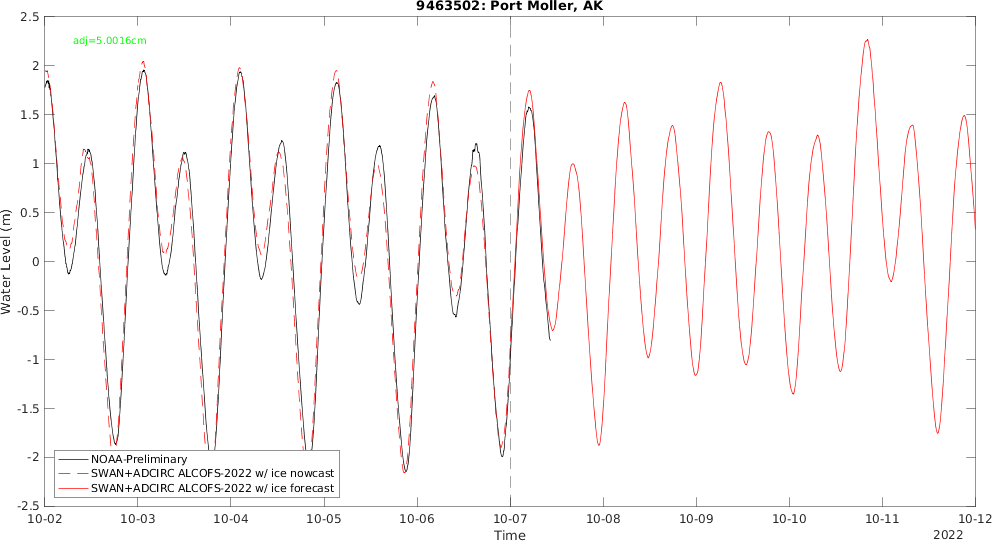 9463502: Port Moller, AK
adj=5.0016cm
2.5
2
1.5
1
0.5
0
-0.5
-1
-1.5
-2
-2.5
Water Level (m)
NOAA-Preliminary
SWAN+ADCIRC ALCOFS-2022 w/ ice nowcast
SWAN+ADCIRC ALCOFS-2022 w/ ice forecast
10-02 10-03 10-04 10-05 10-06 10-07 10-08 10-09 10-10 10-11 10-12
Time
2022